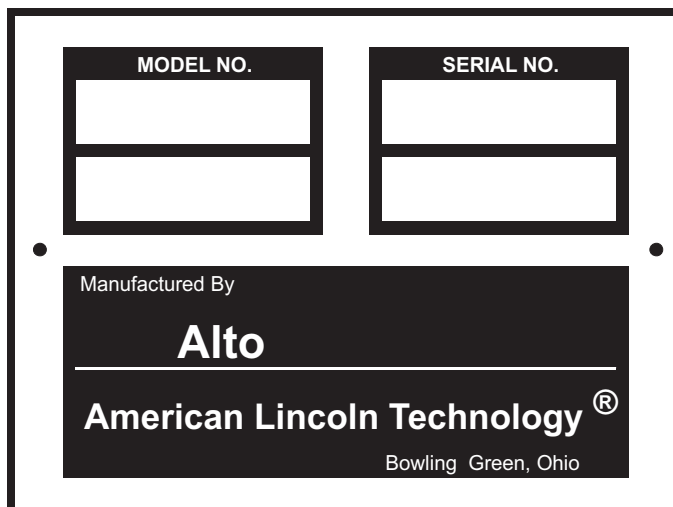 MODEL NO.
SERIAL NO.
Manufactured By
Alto
American Lincoln Technology ®
Bowling Green, Ohio